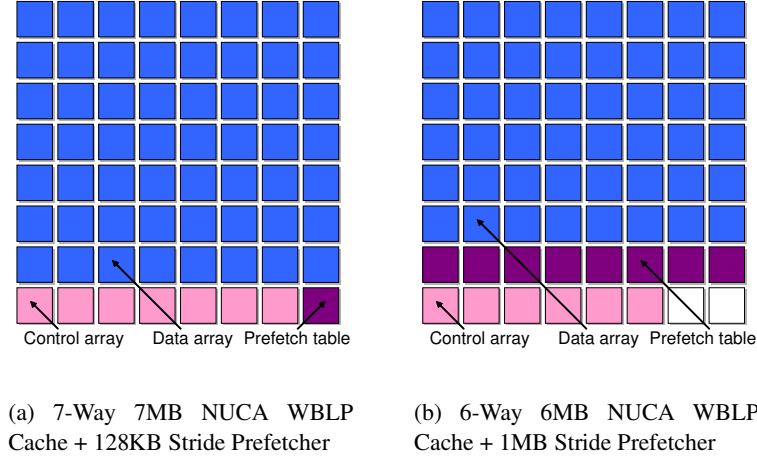 Control array Data array Prefetch table
Control array Data array Prefetch table
(a) 7-Way 7MB NUCA WBLP
Cache + 128KB Stride Prefetcher
(b) 6-Way 6MB NUCA WBLP
Cache + 1MB Stride Prefetcher